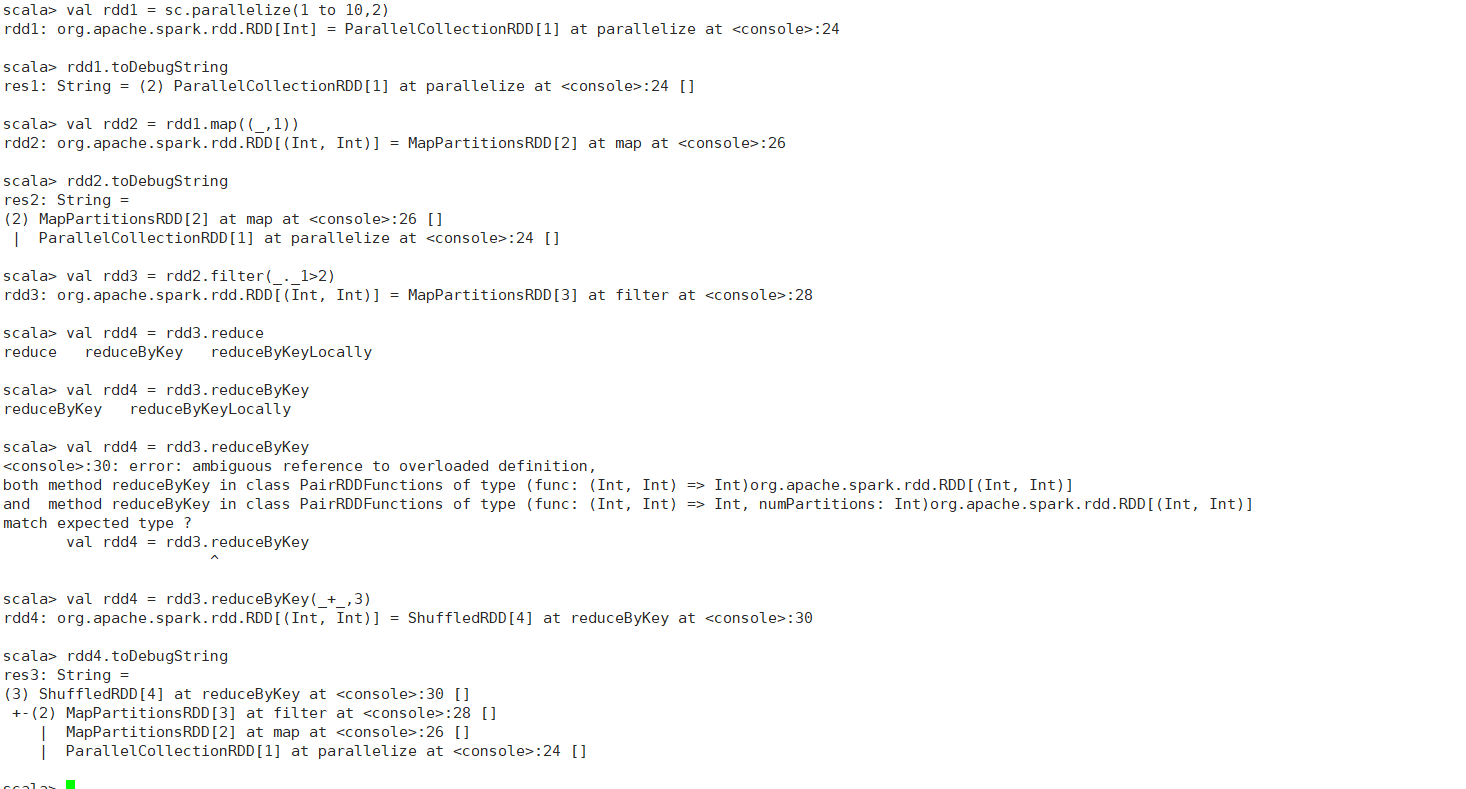 scala> val rdd1 = sc.parallelize(1 to 10,2)
rdd1: org.apache.spark.rdd.RDD[Int] = ParallelCollectionRDD[1] at parallelize at <console>:24
scala> rdd1.toDebugString
res1: String = (2) ParallelCollectionRDD[1] at parallelize at <console>:24 []
scala> val rdd2 = rdd1.map((_,1))
rdd2: org.apache.spark.rdd.RDD[(Int, Int)] = MapPartitionsRDD[2] at map at <console>:26
scala> rdd2.toDebugString
res2: String =
(2) MapPartitionsRDD[2] at map at <console>:26 []
 |  ParallelCollectionRDD[1] at parallelize at <console>:24 []
scala> val rdd3 = rdd2.filter(_._1>2)
rdd3: org.apache.spark.rdd.RDD[(Int, Int)] = MapPartitionsRDD[3] at filter at <console>:28
scala> val rdd4 = rdd3.reduce
reduce   reduceByKey   reduceByKeyLocally
scala> val rdd4 = rdd3.reduceByKey
reduceByKey   reduceByKeyLocally
scala> val rdd4 = rdd3.reduceByKey
<console>:30: error: ambiguous reference to overloaded definition,
both method reduceByKey in class PairRDDFunctions of type (func: (Int, Int) => Int)org.apache.spark.rdd.RDD[(Int, Int)]
and  method reduceByKey in class PairRDDFunctions of type (func: (Int, Int) => Int, numPartitions: Int)org.apache.spark.rdd.RDD[(Int, Int)]
match expected type ?
       val rdd4 = rdd3.reduceByKey
                       ^
scala> val rdd4 = rdd3.reduceByKey(_+_,3)
rdd4: org.apache.spark.rdd.RDD[(Int, Int)] = ShuffledRDD[4] at reduceByKey at <console>:30
scala> rdd4.toDebugString
res3: String =
(3) ShuffledRDD[4] at reduceByKey at <console>:30 []
 +-(2) MapPartitionsRDD[3] at filter at <console>:28 []
    |  MapPartitionsRDD[2] at map at <console>:26 []
    |  ParallelCollectionRDD[1] at parallelize at <console>:24 []
scala>